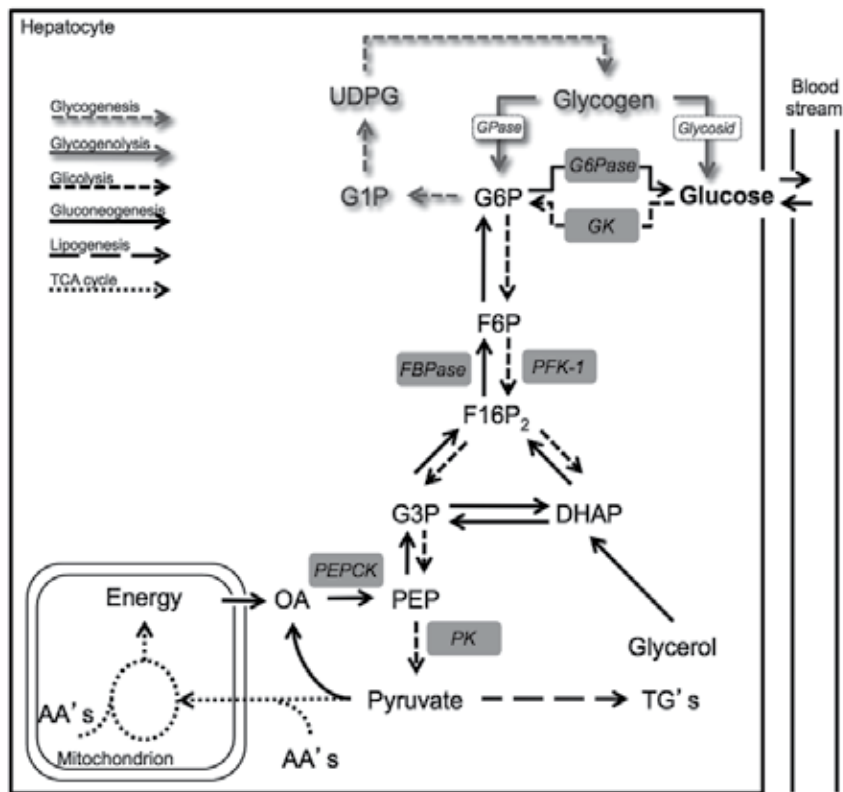 Hepatocyte
Blood
stream
Glycogenesis
Glycogenolysis
Glicolysis
Gluconeogenesis
Lipogenesis
TCA cycle
UDPG
Glycogen
GPase
Glycosid
G1P
G6P
G6Pase
GK
Glucose
F6P
FBPase
PFK-1
F16P2
G3P
DHAP
Energy
OA
PEPCK
PEP
PK
Glycerol
AA's
Mitochondrion
Pyruvate
TG's
AA's